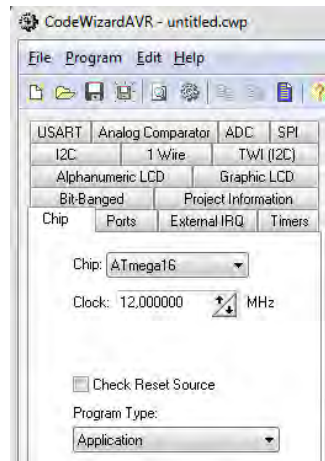 CodeWizardAVR - untitled.cwp
File Program Edit Help
USART Analog Comparator ADC SPI
I2C 1 Wire TWI (I2C)
Alphanumeric LCD Graphic LCD
Bit-Banged Project Information
Chip Ports External IRQ Timers
Chip: ATmega16
Clock: 12,000000 MHz
Check Reset Source
Program Type:
Application